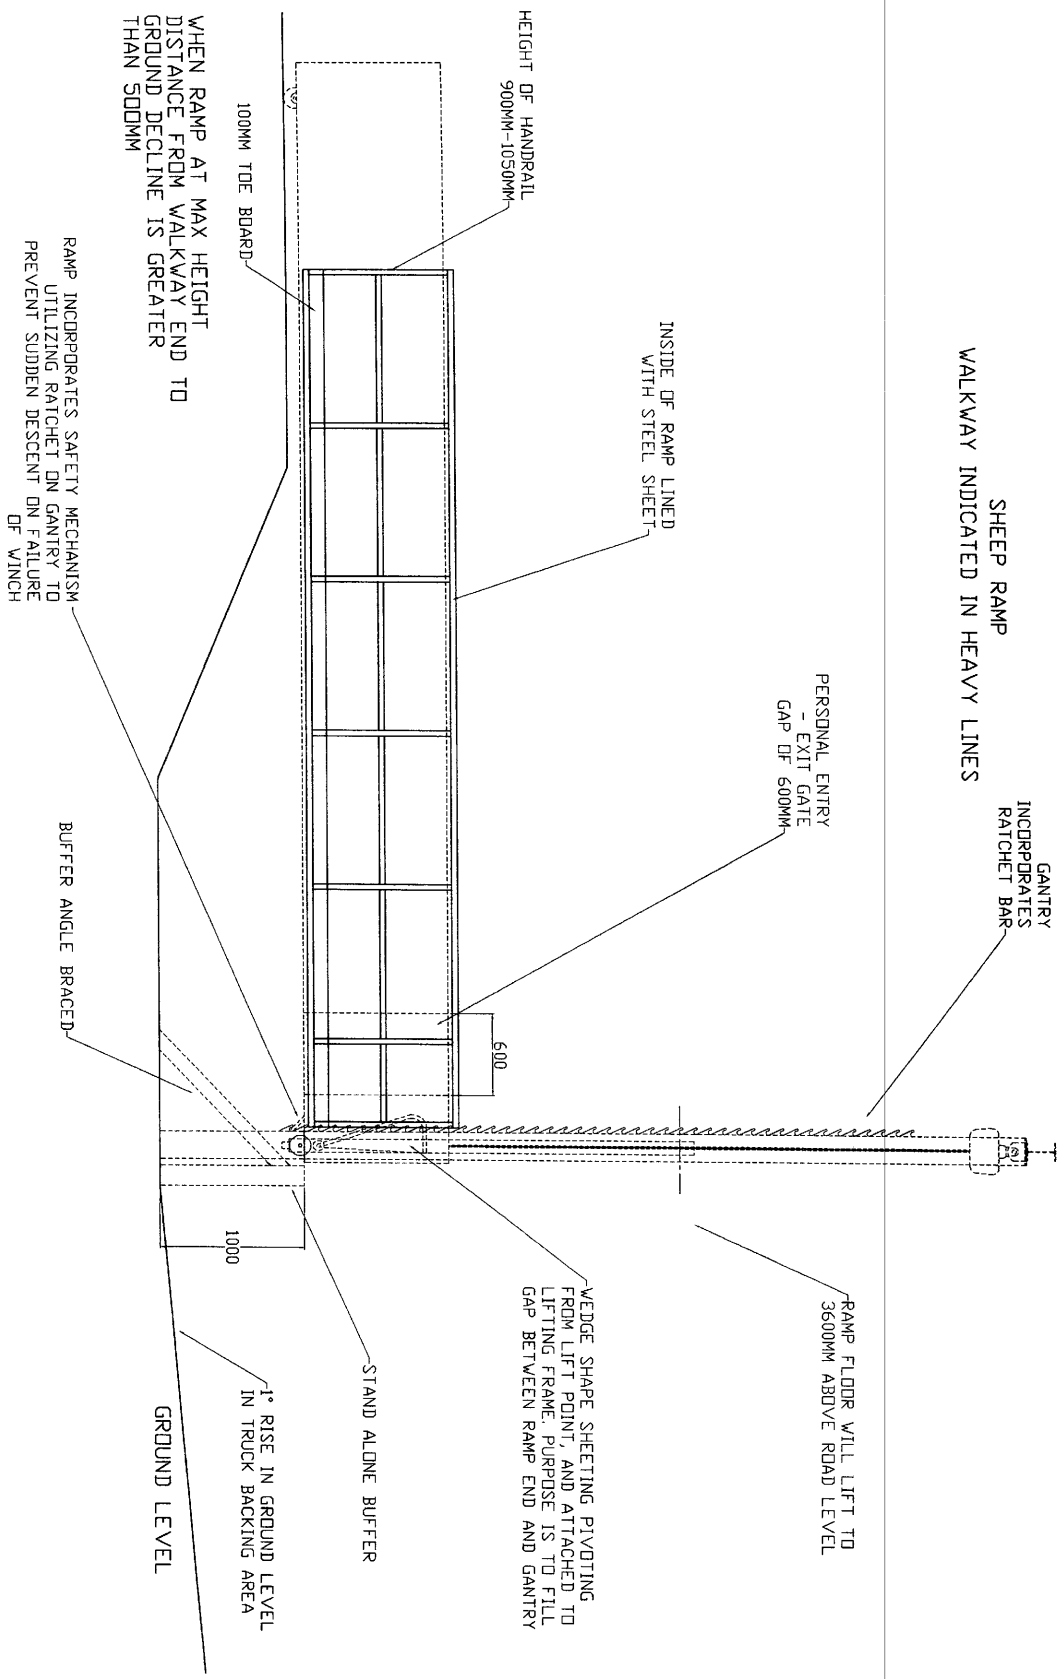 SHEEP RAMP
WALKWAY INDICATED IN HEAVY LINES
GANTRY
INCORPORATES
RATCHET BAR
PERSONAL ENTRY
- EXIT GATE
GAP OF 600MM
INSIDE OF RAMP LINED
WITH STEEL SHEET
HEIGHT OF HANDRAIL
900MM-1050MM
RAMP FLOOR WILL LIFT TO
3600MM ABOVE ROAD LEVEL
600
WEDGE SHAPE SHEETING PIVOTING
FROM LIFT POINT, AND ATTACHED TO
LIFTING FRAME. PURPOSE IS TO FILL
GAP BETWEEN RAMP END AND GANTRY
100MM TOE BOARD
WHEN RAMP AT MAX HEIGHT
DISTANCE FROM WALKWAY END TO
GROUND DECLINE IS GREATER
THAN 500MM
1000
STAND ALONE BUFFER
1° RISE IN GROUND LEVEL
IN TRUCK BACKING AREA
GROUND LEVEL
RAMP INCORPORATES SAFETY MECHANISM
UTILIZING RATCHET ON GANTRY TO
PREVENT SUDDEN DESCENT ON FAILURE
OF WINCH
BUFFER ANGLE BRACED